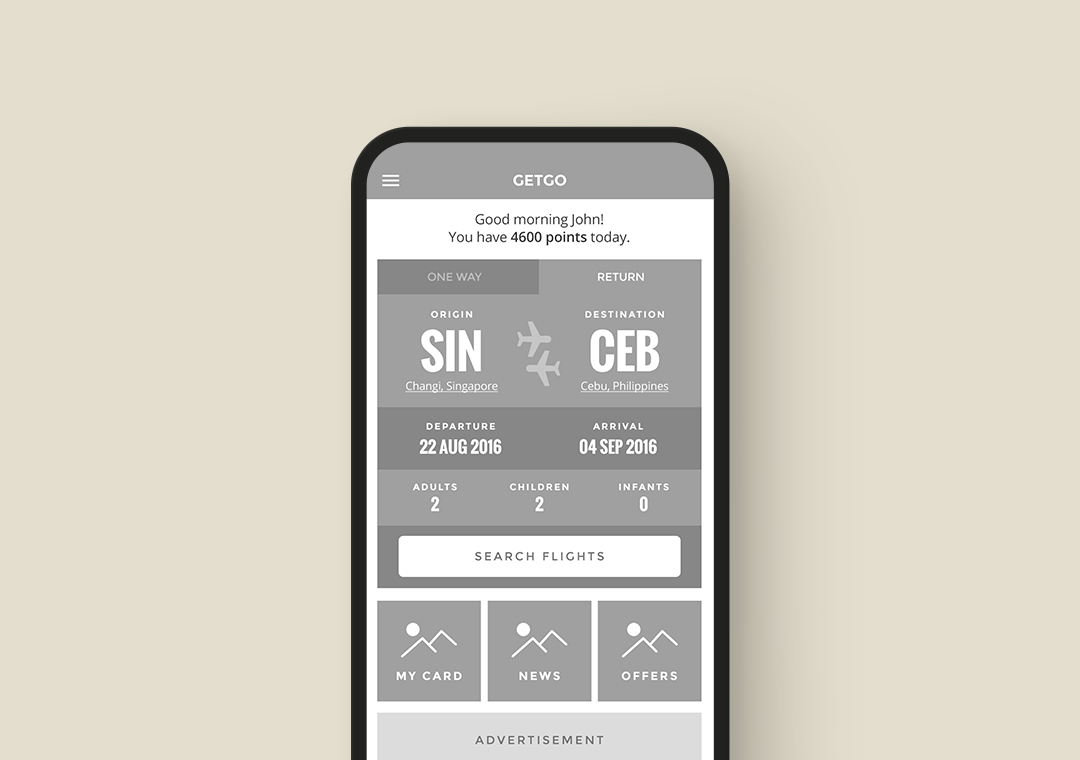 GETGO
Good morning John!
You have 4600 points today.
ONE WAY RETURN
ORIGIN DESTINATION
SIN CEB
Changi, Singapore Cebu, Philippines
DEPARTURE ARRIVAL
22 AUG 2016 04 SEP 2016
ADULTS CHILDREN INFANTS
2 2 0
SEARCH FLIGHTS
MY CARD NEWS OFFERS
ADVERTISEMENT